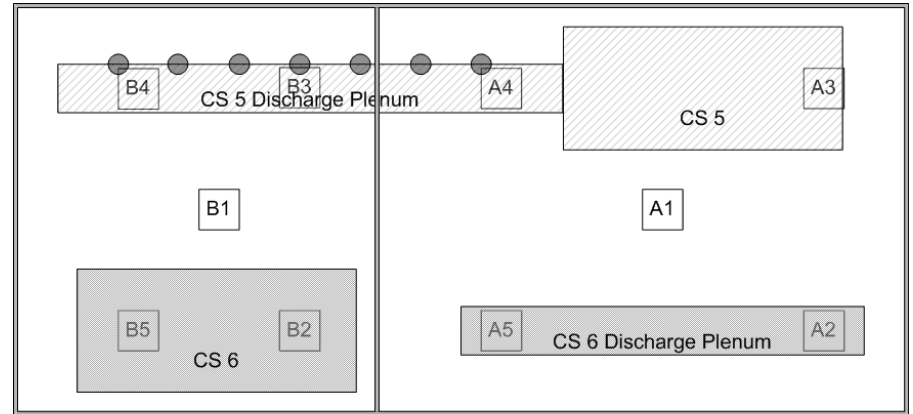 B4
B3
A4
A3
CS 5 Discharge Plenum
CS 5
B1
A1
B5
B2
A5
A2
CS 6
CS 6 Discharge Plenum